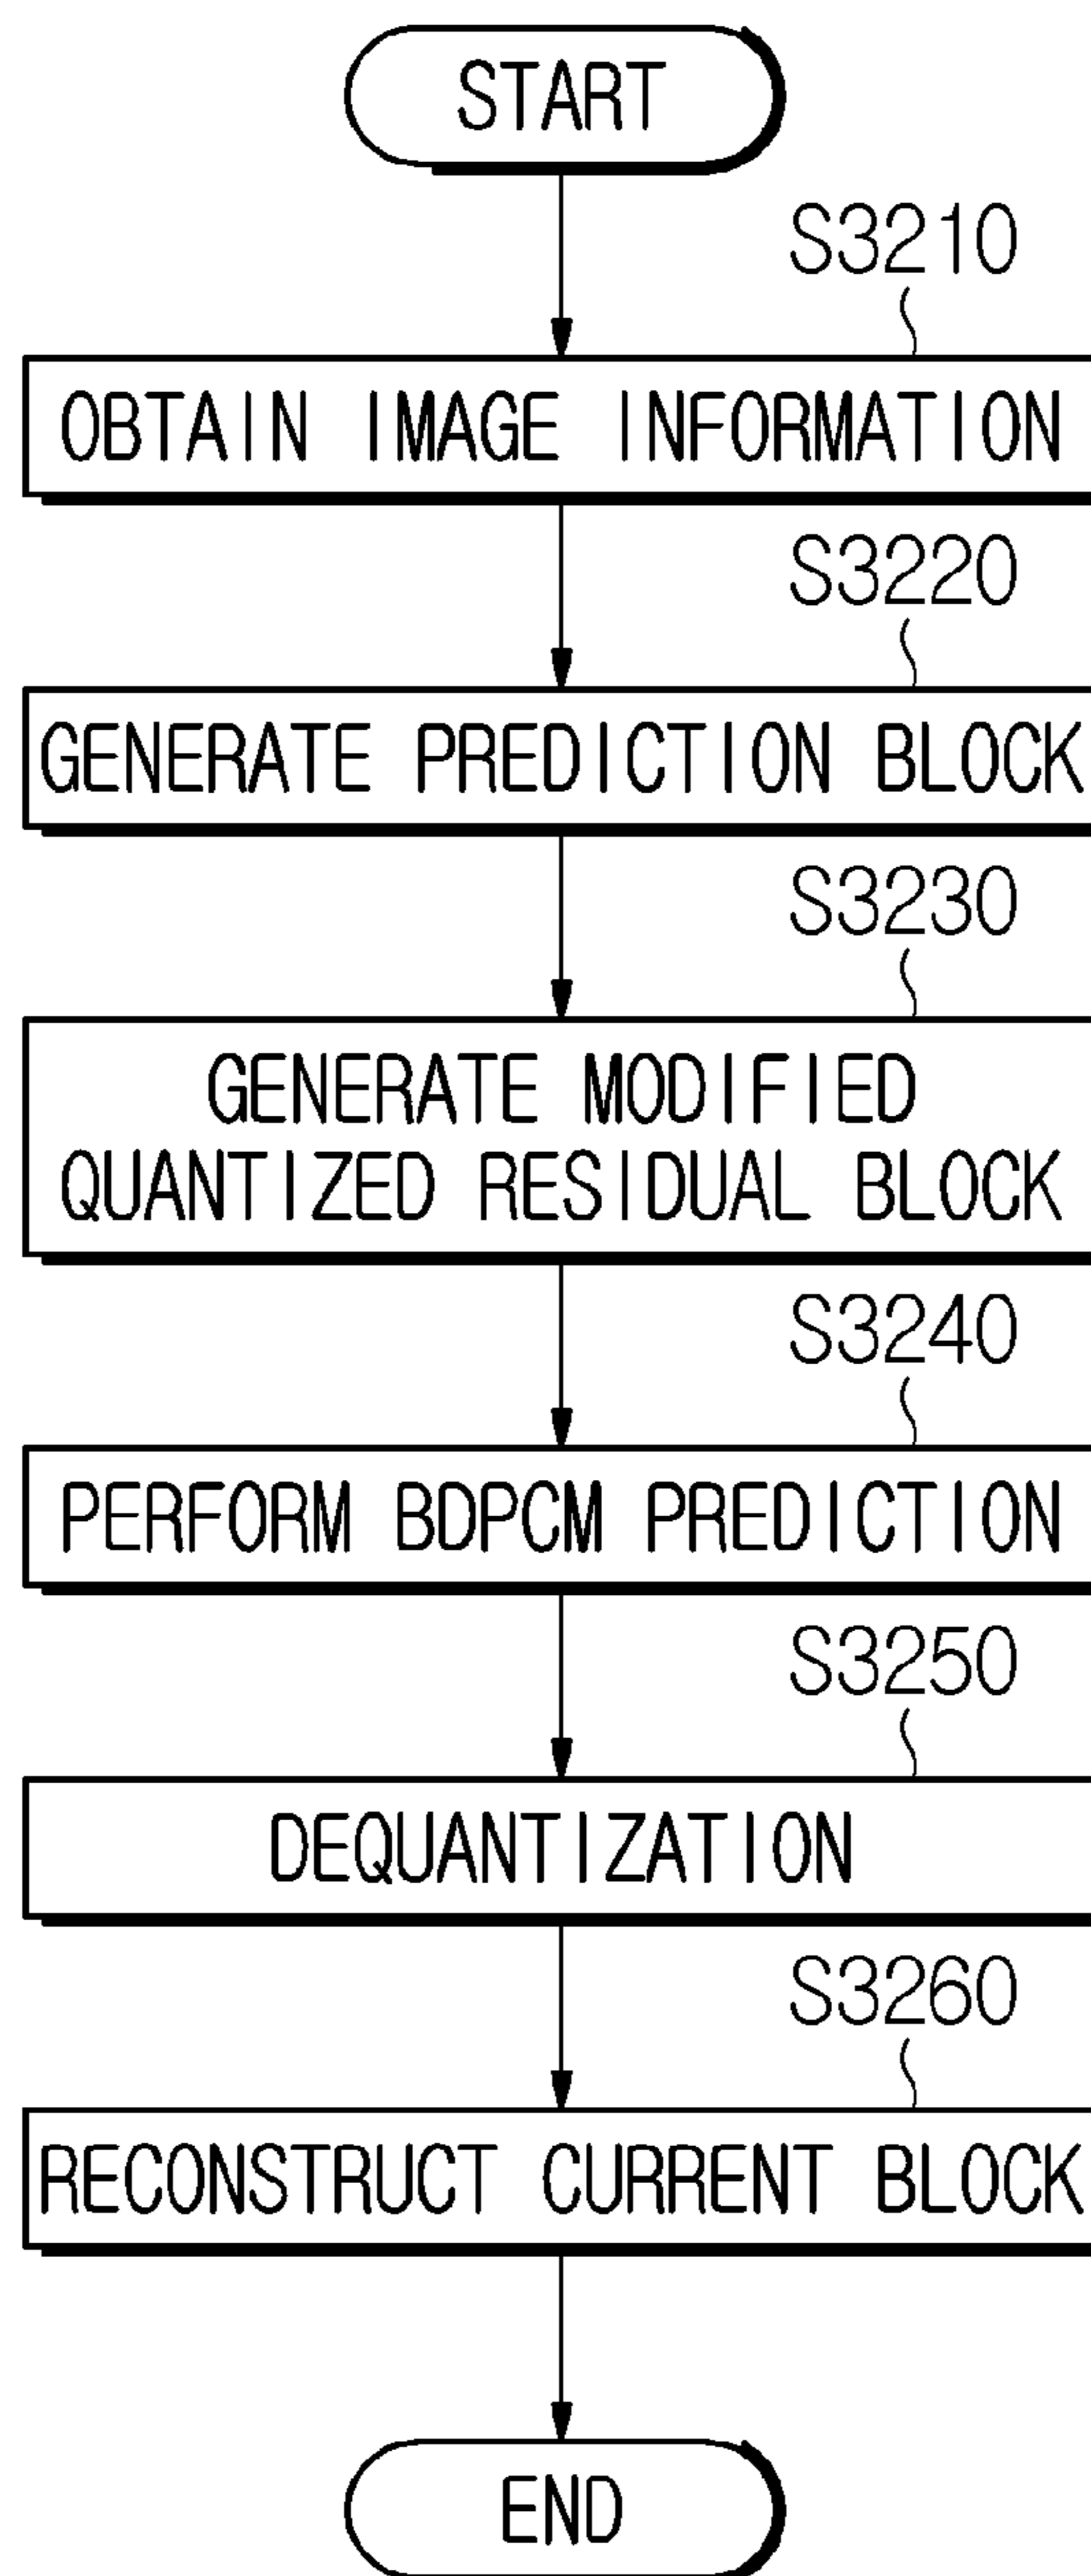 START
S3210
OBTAIN IMAGE INFORMATION
S3220
GENERATE PREDICTION BLOCK
S3230
GENERATE MODIFIED
QUANTIZED RESIDUAL BLOCK
S3240
PERFORM BDPCM PREDICTION
S3250
DEQUANTIZATION
S3260
RECONSTRUCT CURRENT BLOCK
END